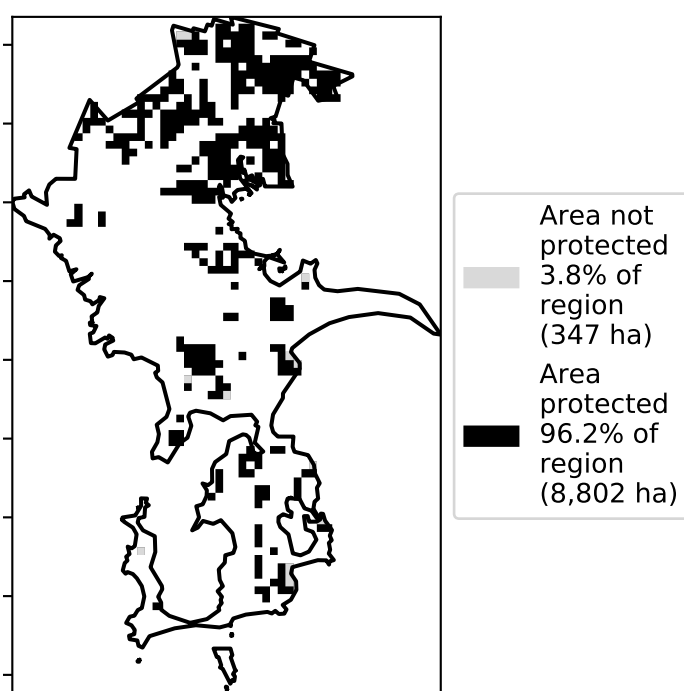 Area not
protected
3.8% of
region
(347 ha)
Area
protected
96.2% of
region
(8,802 ha)